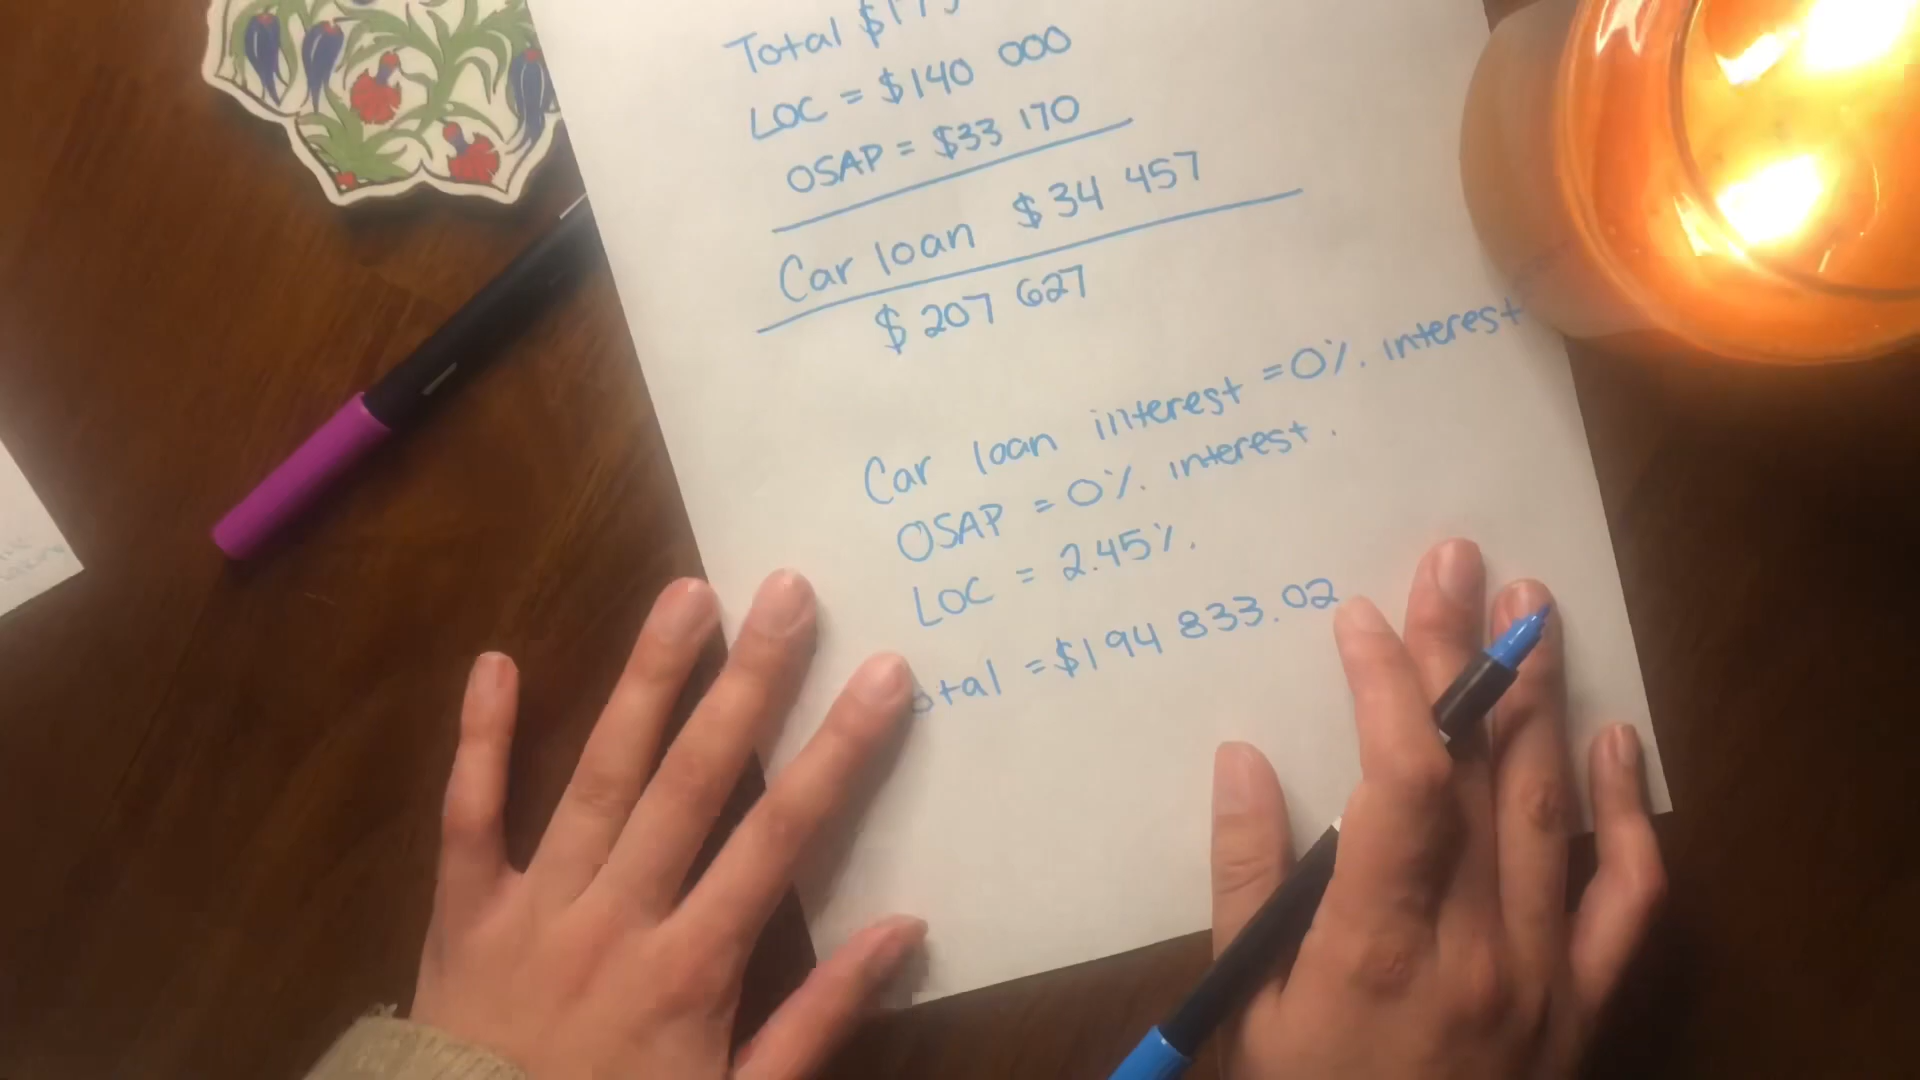 Total
LOC = $140 000
OSAP = $33 170
Car loan $34 457
$207 627
Car loan interest = 0%. interest
OSAP = 0%. interest.
LOC = 2.45%.
otal = $194 833.02